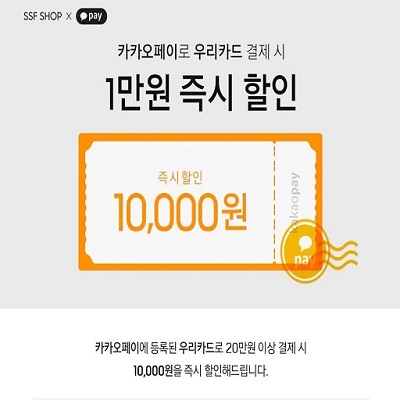 SSF SHOP X pay
카카오페이로 우리카드 결제 시
1만원 즉시 할인
즉시할인
10,000원
kakaopay
pay
카카오페이에 등록된 우리카드로 20만원 이상 결제 시
10,000원을 즉시 할인해드립니다.